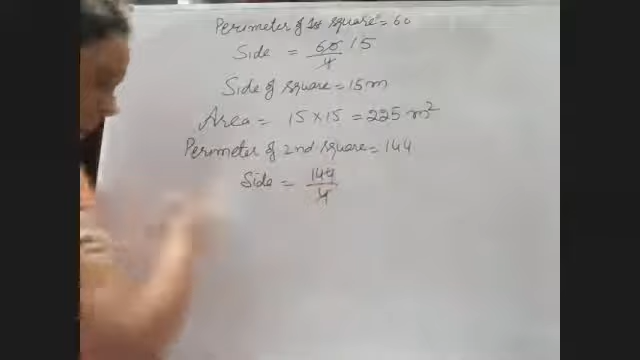 Perimeter of 1st square = 60
Side = 60/4 15
Side of square = 15m
Area = 15 × 15 = 225 m²
Perimeter of 2nd square = 144
Side = 144/4